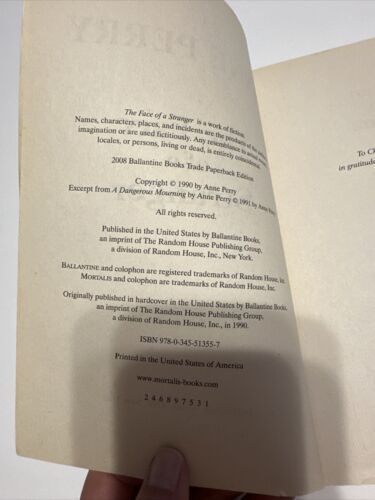 The Face of a Stranger is a work of fiction.
Names, characters, places, and incidents are the products of the author's
imagination or are used fictitiously. Any resemblance to actual events,
locales, or persons, living or dead, is entirely coincidental.
2008 Ballantine Books Trade Paperback Edition
Copyright © 1990 by Anne Perry
Excerpt from A Dangerous Mourning by Anne Perry © 1991 by Anne Perry
All rights reserved.
Published in the United States by Ballantine Books,
an imprint of The Random House Publishing Group,
a division of Random House, Inc., New York.
BALLANTINE and colophon are registered trademarks of Random House, Inc.
MORTALIS and colophon are trademarks of Random House, Inc.
Originally published in hardcover in the United States by Ballantine Books,
an imprint of The Random House Publishing Group,
a division of Random House, Inc., in 1990.
ISBN 978-0-345-51355-7
Printed in the United States of America
www.mortalis-books.com
2 4 6 8 9 7 5 3 1
To
in gratitude